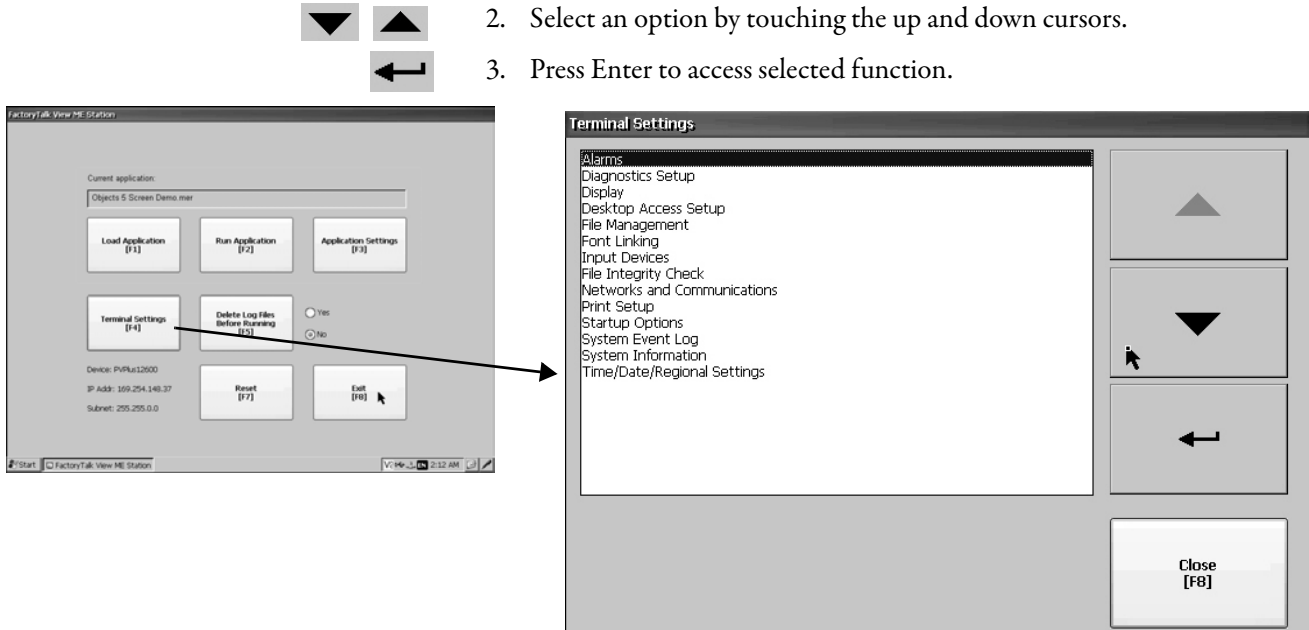 2. Select an option by touching the up and down cursors.
3. Press Enter to access selected function.
FactoryTalk View ME Station
Current application:
Objects 5 Screen Demo.mer
Load Application
[F1]
Run Application
[F2]
Application Settings
[F3]
Terminal Settings
[F4]
Delete Log Files
Before Running
[F5]
Yes
No
Device: PVPlus12600
IP Addr: 169.254.148.37
Subnet: 255.255.0.0
Reset
[F7]
Exit
[F8]
Start
FactoryTalk View ME Station
EN 2:12 AM
Terminal Settings
Alarms
Diagnostics Setup
Display
Desktop Access Setup
File Management
Font Linking
Input Devices
File Integrity Check
Networks and Communications
Print Setup
Startup Options
System Event Log
System Information
Time/Date/Regional Settings
Close
[F8]